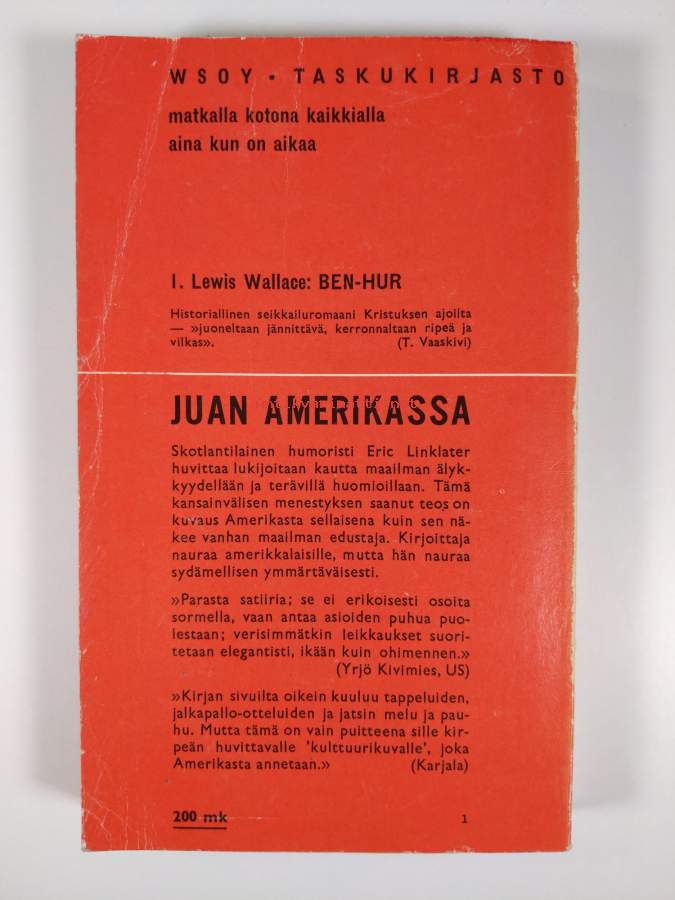 WSOY • TASKUKIRJASTO
matkalla kotona kaikkialla
aina kun on aikaa
I. Lewis Wallace: BEN-HUR
Historiallinen seikkailuromaani Kristuksen ajoilta
— »juoneltaan jännittävä, kerronnaltaan ripeä ja
vilkas». (T. Vaaskivi)
JUAN AMERIKASSA
Skotlantilainen humoristi Eric Linklater
huvittaa lukijoitaan kautta maailman älyk-
kyydellään ja terävillä huomioillaan. Tämä
kansainvälisen menestyksen saanut teos on
kuvaus Amerikasta sellaisena kuin sen nä-
kee vanhan maailman edustaja. Kirjoittaja
nauraa amerikkalaisille, mutta hän nauraa
sydämellisen ymmärtäväisesti.
»Parasta satiiria; se ei erikoisesti osoita
sormella, vaan antaa asioiden puhua puo-
lestaan; verisimmätkin leikkaukset suori-
tetaan elegantisti, ikään kuin ohimennen.»
(Yrjö Kivimies, US)
»Kirjan sivuilta oikein kuuluu tappeluiden,
jalkapallo-otteluiden ja jatsin melu ja pau-
hu. Mutta tämä on vain puitteena sille kir-
peän huvittavalle 'kulttuurikuvalle', joka
Amerikasta annetaan.» (Karjala)
200 mk 1